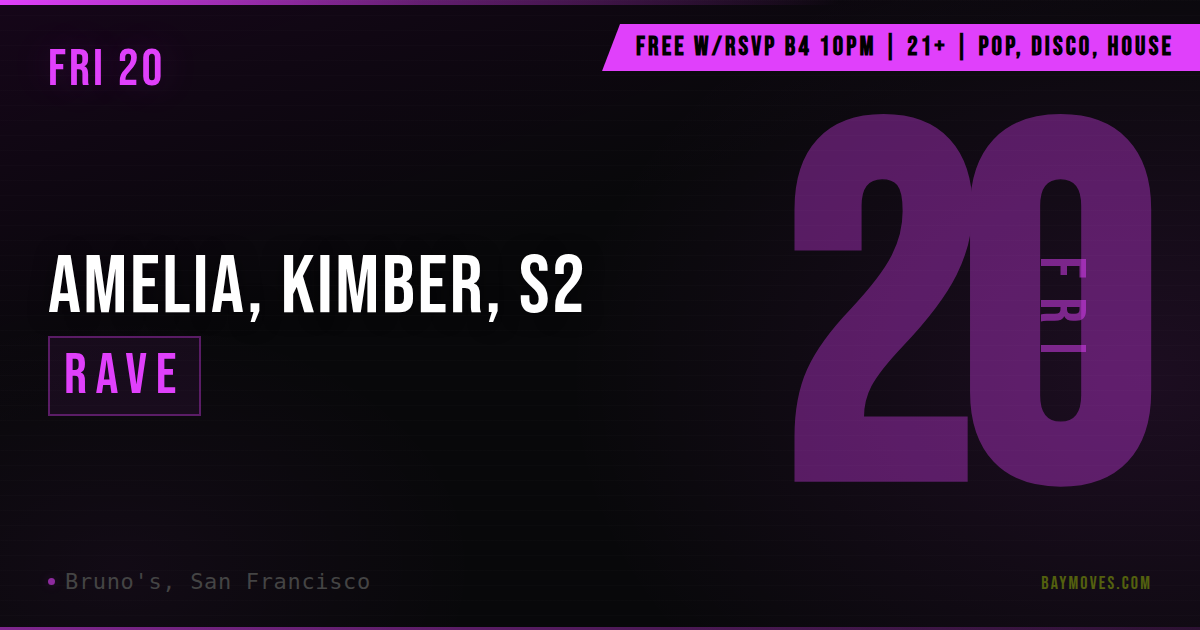 FRI 20
FREE W/RSVP B4 10PM | 21+ | POP, DISCO, HOUSE
20
FRI
AMELIA, KIMBER, S2
RAVE
Bruno's, San Francisco
BAYMOVES.COM